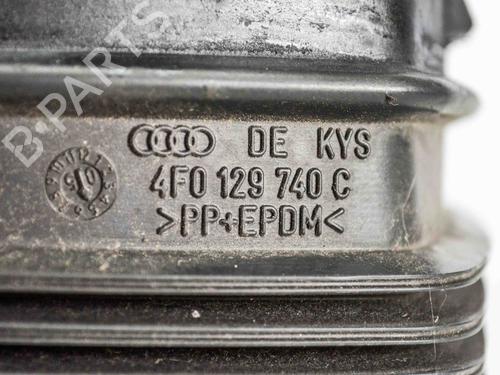 B-PARTS
DE KYS
4F0 129 740 C
>PP+EPDM<